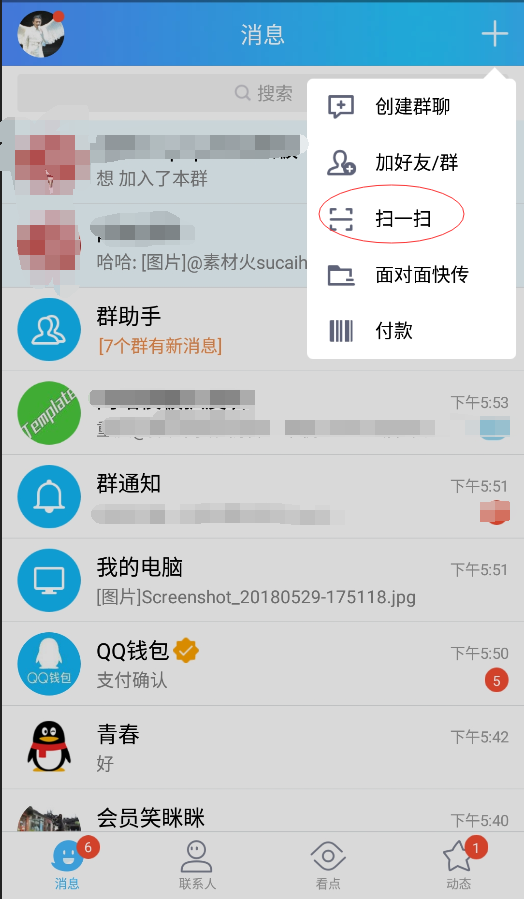 消息
搜索
创建群聊
加好友/群
扫一扫
面对面快传
付款
想 加入了本群
哈哈: [图片]@素材火sucaih
群助手
[7个群有新消息]
Template
下午5:53
群通知
下午5:51
我的电脑
下午5:51
[图片]Screenshot_20180529-175118.jpg
QQ钱包
QQ钱包
下午5:50
支付确认
5
青春
下午5:42
好
会员笑眯眯
下午5:40
6
1
消息
联系人
看点
动态